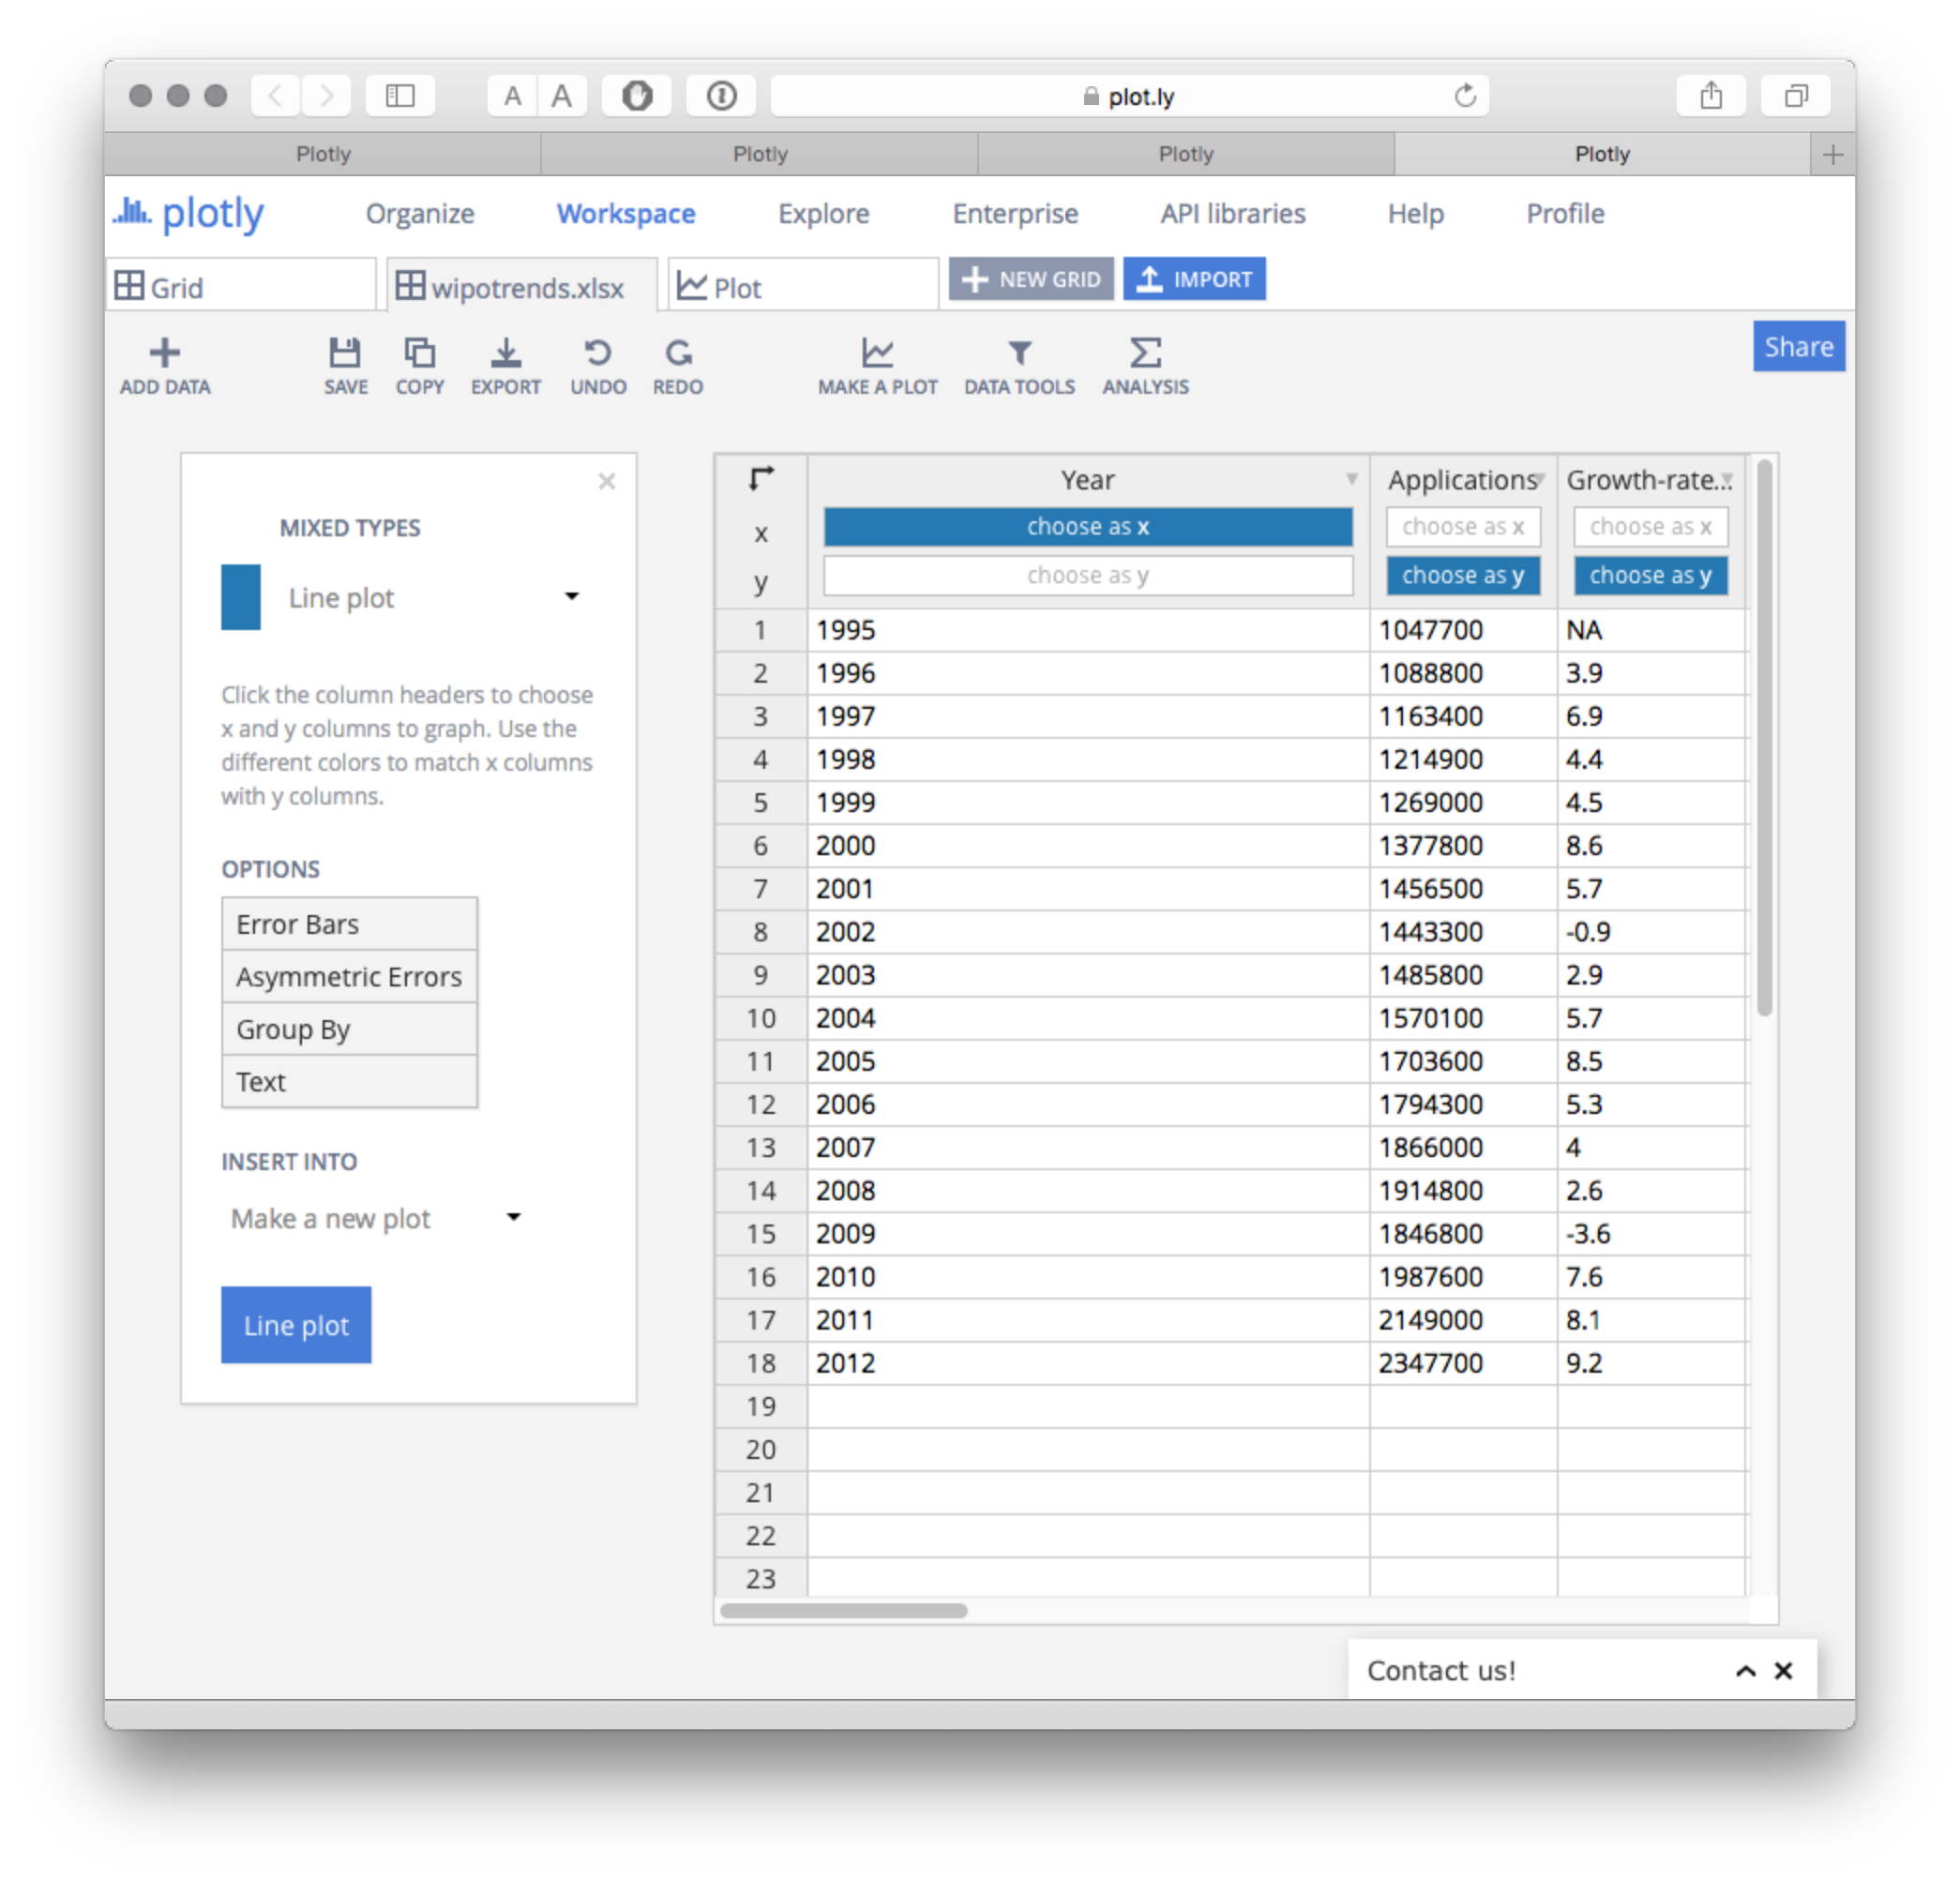 A A plot.ly
Plotly Plotly Plotly Plotly
plotly Organize Workspace Explore Enterprise API libraries Help Profile
Grid wipotrends.xlsx Plot NEW GRID IMPORT
Share
ADD DATA SAVE COPY EXPORT UNDO REDO MAKE A PLOT DATA TOOLS ANALYSIS
MIXED TYPES
Line plot
Click the column headers to choose
x and y columns to graph. Use the
different colors to match x columns
with y columns.
OPTIONS
Error Bars
Asymmetric Errors
Group By
Text
INSERT INTO
Make a new plot
Line plot
Year Applications Growth-rate...
x choose as x choose as x choose as x
y choose as y choose as y choose as y
1 1995 1047700 NA
2 1996 1088800 3.9
3 1997 1163400 6.9
4 1998 1214900 4.4
5 1999 1269000 4.5
6 2000 1377800 8.6
7 2001 1456500 5.7
8 2002 1443300 -0.9
9 2003 1485800 2.9
10 2004 1570100 5.7
11 2005 1703600 8.5
12 2006 1794300 5.3
13 2007 1866000 4
14 2008 1914800 2.6
15 2009 1846800 -3.6
16 2010 1987600 7.6
17 2011 2149000 8.1
18 2012 2347700 9.2
19
20
21
22
23
Contact us!